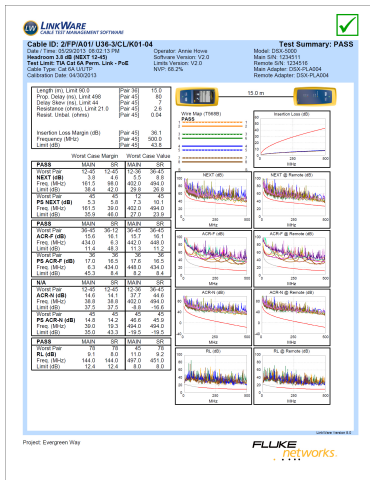 LINKWARE
CABLE TEST MANAGEMENT SOFTWARE
Cable ID: 2/FP/A01/ U36-3/CL/K01-04
Test Summary: PASS
Date / Time: 05/29/2013 08:02:13 PM
Headroom 3.8 dB (NEXT 12-45)
Test Limit: TIA Cat 6A Perm. Link - PoE
Cable Type: Cat 6A U/UTP
Calibration Date: 04/30/2013
Operator: Annie Howe
Software Version: V2.0
Limits Version: V2.0
NVP: 68.2%
Model: DSX-5000
Main S/N: 1234511
Remote S/N: 1234516
Main Adapter: DSX-PLA004
Remote Adapter: DSX-PLA004
Length (m), Limit 90.0 [Pair 36] 15.0
Prop. Delay (ns), Limit 498 [Pair 45] 80
Delay Skew (ns), Limit 44 [Pair 45] 7
Resistance (ohms), Limit 21.0 [Pair 45] 2.6
Resist. Unbal. (ohms) [Pair 45] 0.04
Insertion Loss Margin (dB) [Pair 45] 36.1
Frequency (MHz) [Pair 45] 500.0
Limit (dB) [Pair 45] 43.8
Worst Case Margin Worst Case Value
PASS MAIN SR MAIN SR
Worst Pair 12-45 12-45 12-36 36-45
NEXT (dB) 3.8 4.6 5.5 8.8
Freq. (MHz) 161.5 98.0 402.0 494.0
Limit (dB) 38.4 42.0 29.8 26.8
Worst Pair 45 45 12 45
PS NEXT (dB) 5.3 5.8 7.3 10.1
Freq. (MHz) 161.5 39.0 402.0 494.0
Limit (dB) 35.9 46.0 27.0 23.9
PASS MAIN SR MAIN SR
Worst Pair 36-45 36-12 36-45 36-45
ACR-F (dB) 15.6 16.1 15.7 16.1
Freq. (MHz) 434.0 6.3 442.0 448.0
Limit (dB) 11.4 48.3 11.3 11.2
Worst Pair 36 36 36 36
PS ACR-F (dB) 17.0 16.5 17.6 16.5
Freq. (MHz) 6.3 434.0 448.0 434.0
Limit (dB) 45.3 8.4 8.2 8.4
N/A MAIN SR MAIN SR
Worst Pair 12-45 12-45 12-36 36-45
ACR-N (dB) 14.6 14.1 37.7 44.6
Freq. (MHz) 38.8 38.8 402.0 494.0
Limit (dB) 37.5 37.5 -8.8 -16.6
Worst Pair 45 45 45 45
PS ACR-N (dB) 14.8 14.2 46.6 45.9
Freq. (MHz) 39.0 19.3 494.0 494.0
Limit (dB) 35.0 43.3 -19.5 -19.5
PASS MAIN SR MAIN SR
Worst Pair 78 78 45 78
RL (dB) 9.1 8.0 11.0 9.2
Freq. (MHz) 144.0 144.0 497.0 451.0
Limit (dB) 12.4 12.4 8.0 8.0
15.0 m
Wire Map (T568B)
PASS
Insertion Loss (dB)
NEXT (dB)
NEXT @ Remote (dB)
ACR-F (dB)
ACR-F @ Remote (dB)
ACR-N (dB)
ACR-N @ Remote (dB)
RL (dB)
RL @ Remote (dB)
Project: Evergreen Way
FLUKE
networks.